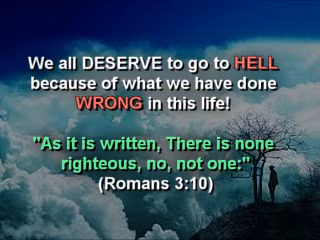 We all DESERVE to go to HELL
because of what we have done
WRONG in this life!
"As it is written, There is none
righteous, no, not one:"
(Romans 3:10)